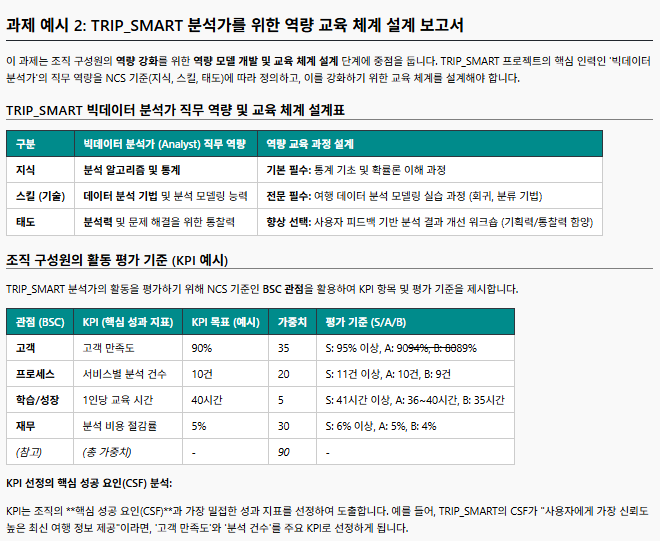 과제 예시 2: TRIP_SMART 분석가를 위한 역량 교육 체계 설계 보고서
이 과제는 조직 구성원의 역량 강화를 위한 역량 모델 개발 및 교육 체계 설계 단계에 중점을 둡니다. TRIP_SMART 프로젝트의 핵심 인력인 '빅데이터
분석가'의 직무 역량을 NCS 기준(지식, 스킬, 태도)에 따라 정의하고, 이를 강화하기 위한 교육 체계를 설계해야 합니다.
TRIP_SMART 빅데이터 분석가 직무 역량 및 교육 체계 설계표
구분 빅데이터 분석가 (Analyst) 직무 역량 역량 교육 과정 설계
지식 분석 알고리즘 및 통계 기본 필수: 통계 기초 및 확률론 이해 과정
스킬 (기술) 데이터 분석 기법 및 분석 모델링 능력 전문 필수: 여행 데이터 분석 모델링 실습 과정 (회귀, 분류 기법)
태도 분석력 및 문제 해결을 위한 통찰력 향상 선택: 사용자 피드백 기반 분석 결과 개선 워크숍 (기획력/통찰력 함양)
조직 구성원의 활동 평가 기준 (KPI 예시)
TRIP_SMART 분석가의 활동을 평가하기 위해 NCS 기준인 BSC 관점을 활용하여 KPI 항목 및 평가 기준을 제시합니다.
관점 (BSC) KPI (핵심 성과 지표) KPI 목표 (예시) 가중치 평가 기준 (S/A/B)
고객 고객 만족도 90% 35 S: 95% 이상, A: 9094%, B: 8089%
프로세스 서비스별 분석 건수 10건 20 S: 11건 이상, A: 10건, B: 9건
학습/성장 1인당 교육 시간 40시간 5 S: 41시간 이상, A: 36~40시간, B: 35시간
재무 분석 비용 절감률 5% 30 S: 6% 이상, A: 5%, B: 4%
(참고) (총 가중치) - 90 -
KPI 선정의 핵심 성공 요인(CSF) 분석:
KPI는 조직의 **핵심 성공 요인(CSF)**과 가장 밀접한 성과 지표를 선정하여 도출합니다. 예를 들어, TRIP_SMART의 CSF가 "사용자에게 가장 신뢰도
높은 최신 여행 정보 제공"이라면, '고객 만족도'와 '분석 건수'를 주요 KPI로 선정하게 됩니다.